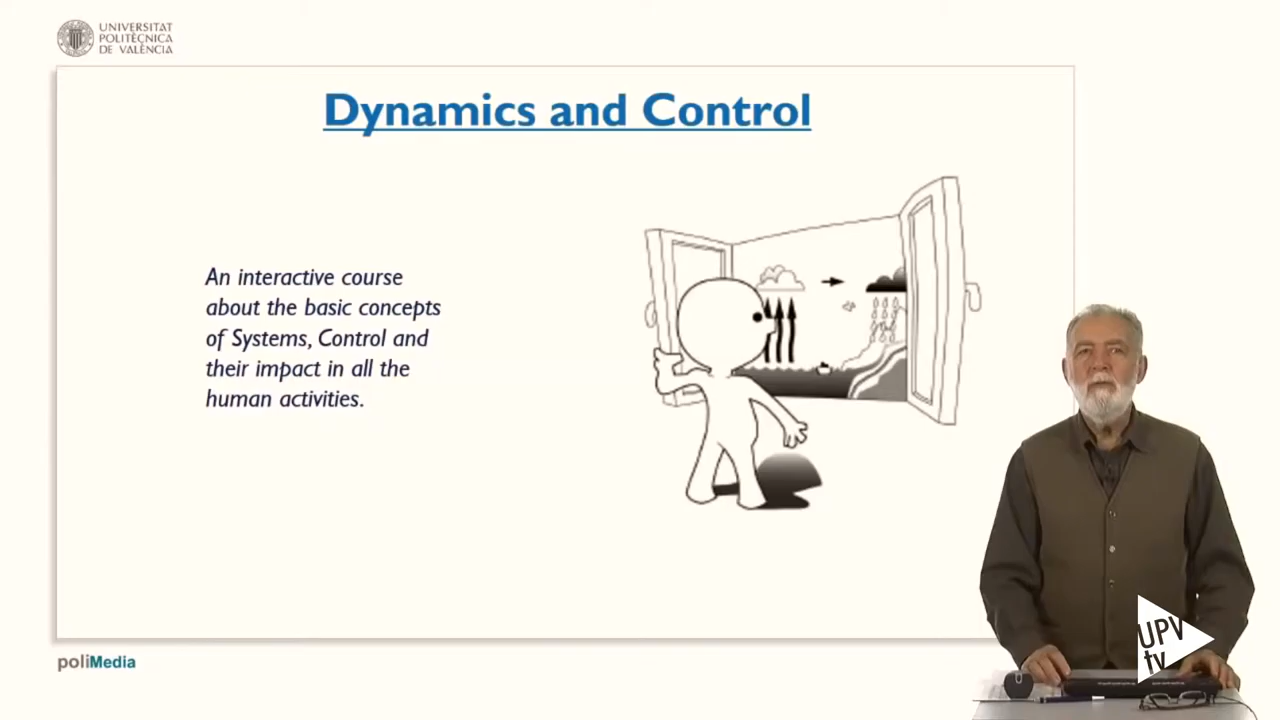 UNIVERSITAT
POLITÈCNICA
DE VALÈNCIA
Dynamics and Control
An interactive course
about the basic concepts
of Systems, Control and
their impact in all the
human activities.
poliMedia
UPV
tv